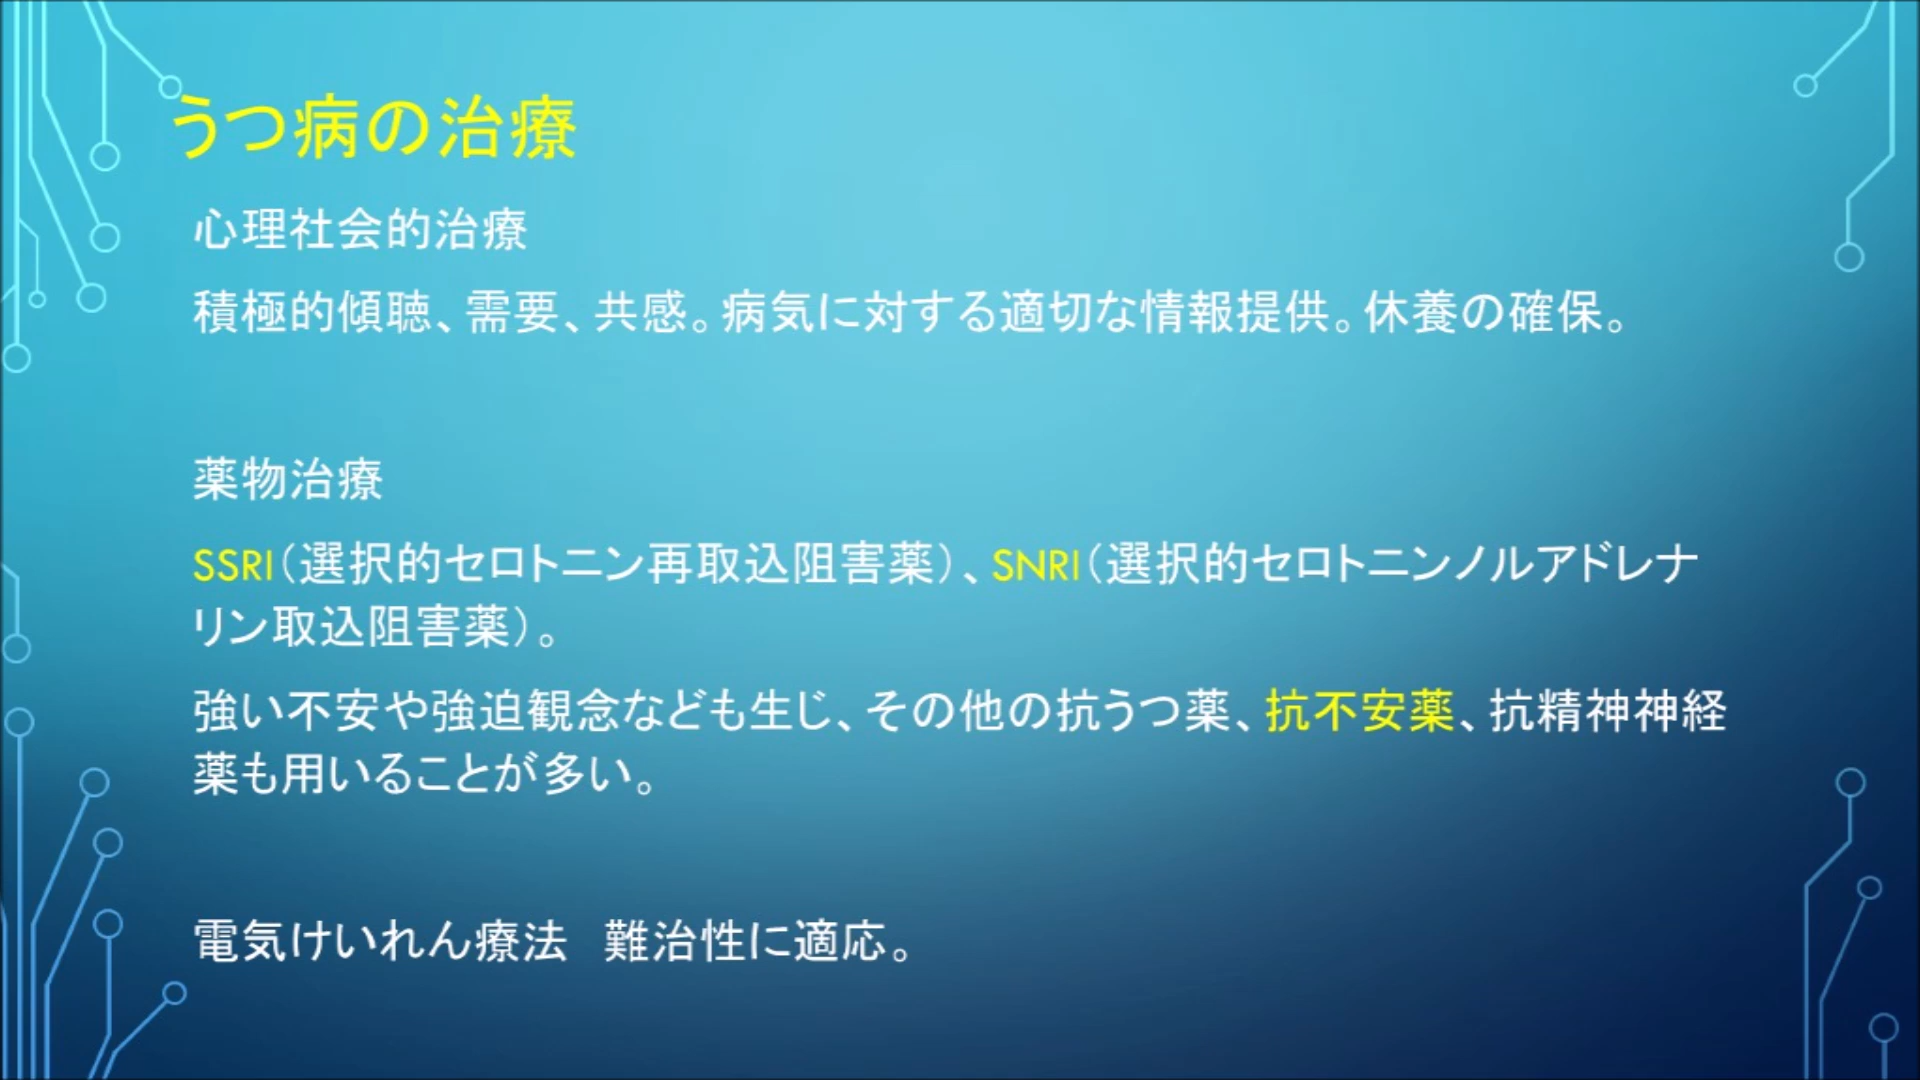 うつ病の治療
心理社会的治療
積極的傾聴、需要、共感。病気に対する適切な情報提供。休養の確保。
薬物治療
SSRI（選択的セロトニン再取込阻害薬）、SNRI（選択的セロトニンノルアドレナ
リン取込阻害薬）。
強い不安や強迫観念なども生じ、その他の抗うつ薬、抗不安薬、抗精神神経
薬も用いることが多い。
電気けいれん療法　難治性に適応。